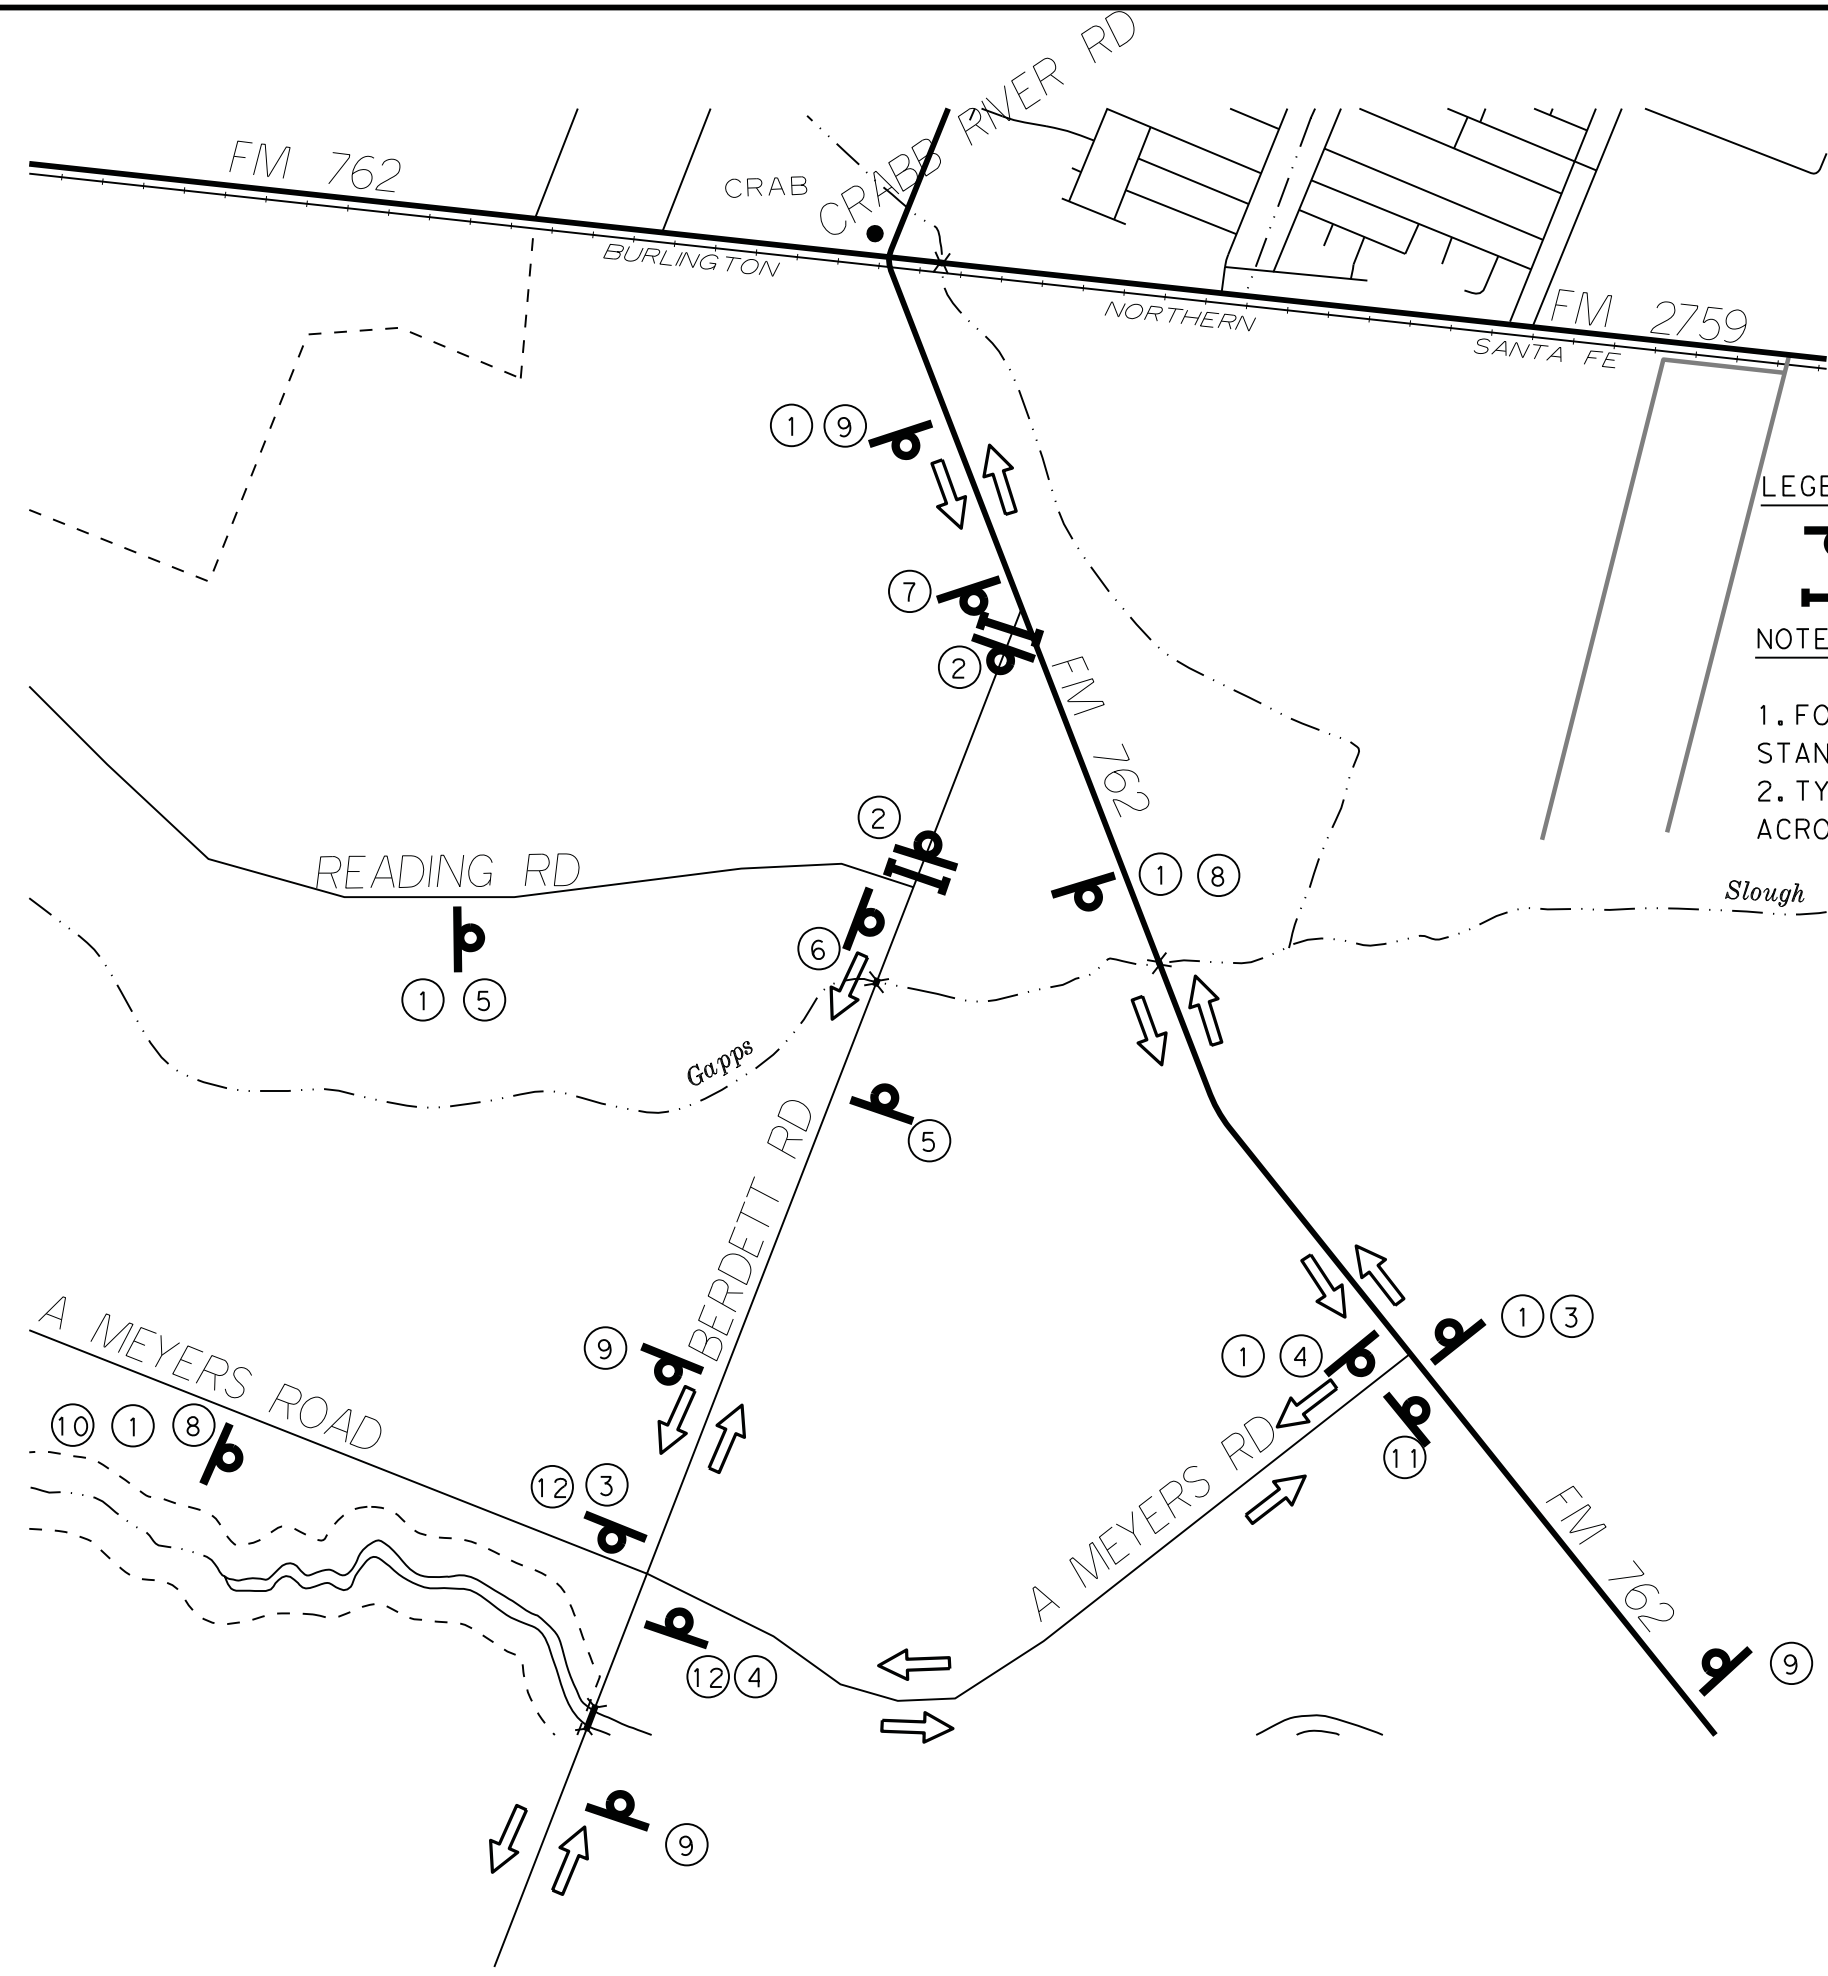 CRABB RIVER RD
FM 762
CRAB
BURLINGTON
NORTHERN
FM 2759
SANTA FE
1 9
LEGE
7
NOTE
2
FM 762
1. FO
STAN
2. TY
ACRO
2
READING RD
1 8
Slough
6
1 5
Gapps
5
BERDETT RD
A MEYERS ROAD
9
1 3
1 4
10 1 8
11
12 3
A MEYERS RD
FM 762
12 4
9
9